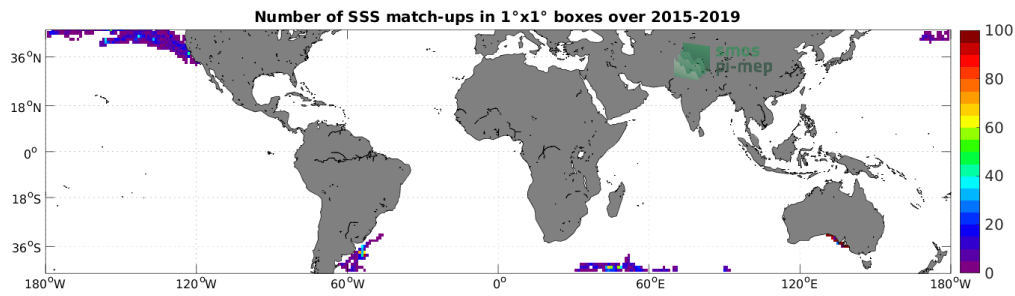 Number of SSS match-ups in 1°x1° boxes over 2015-2019
smos
pi-mep
36°N
18°N
0°
18°S
36°S
180°W
120°W
60°W
0°
60°E
120°E
180°W
100
80
60
40
20
0